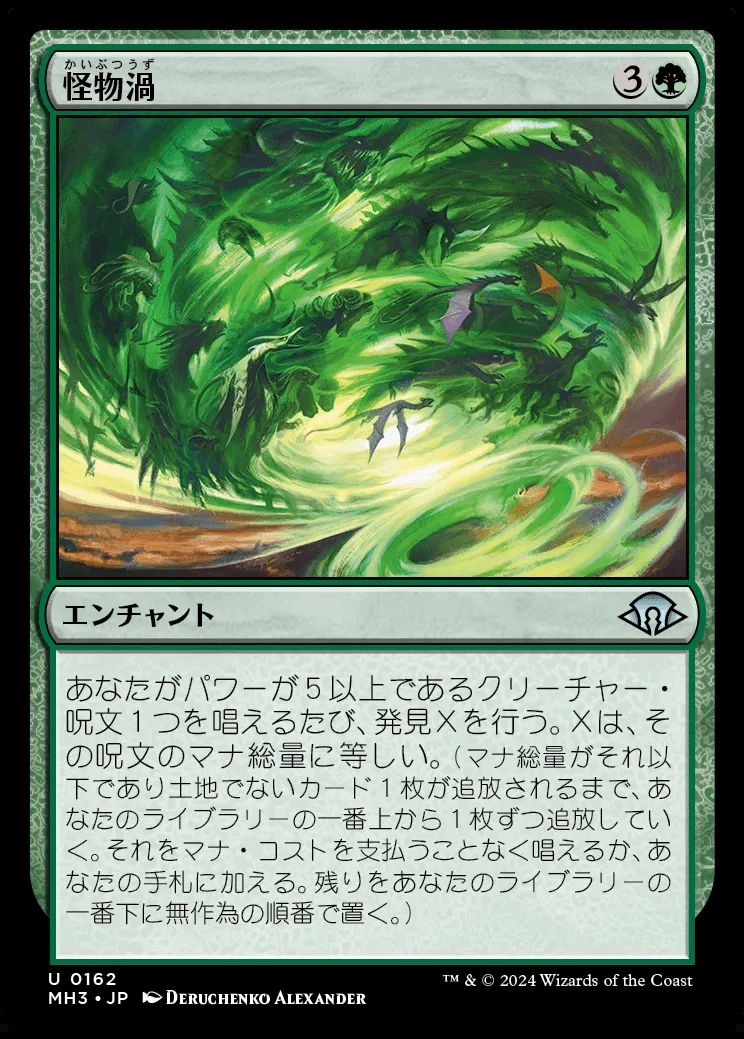 かいぶつうず
怪物渦 3
エンチャント
あなたがパワーが５以上であるクリーチャー・
呪文１つを唱えるたび、発見Ｘを行う。Ｘは、そ
の呪文のマナ総量に等しい。（マナ総量がそれ以
下であり土地でないカード１枚が追放されるまで、あ
なたのライブラリーの一番上から１枚ずつ追放してい
く。それをマナ・コストを支払うことなく唱えるか、あ
なたの手札に加える。残りをあなたのライブラリーの
一番下に無作為の順番で置く。）
U 0162
MH3 • JP DERUCHENKO ALEXANDER
™ & © 2024 Wizards of the Coast